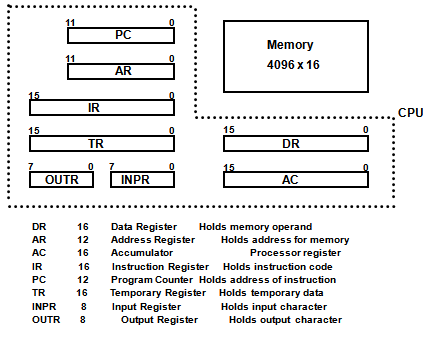 11 0
PC
Memory
4096 x 16
11 0
AR
15 0
IR
CPU
15 0
TR
15 0
DR
7 0
OUTR
7 0
INPR
15 0
AC
DR 16 Data Register Holds memory operand
AR 12 Address Register Holds address for memory
AC 16 Accumulator Processor register
IR 16 Instruction Register Holds instruction code
PC 12 Program Counter Holds address of instruction
TR 16 Temporary Register Holds temporary data
INPR 8 Input Register Holds input character
OUTR 8 Output Register Holds output character